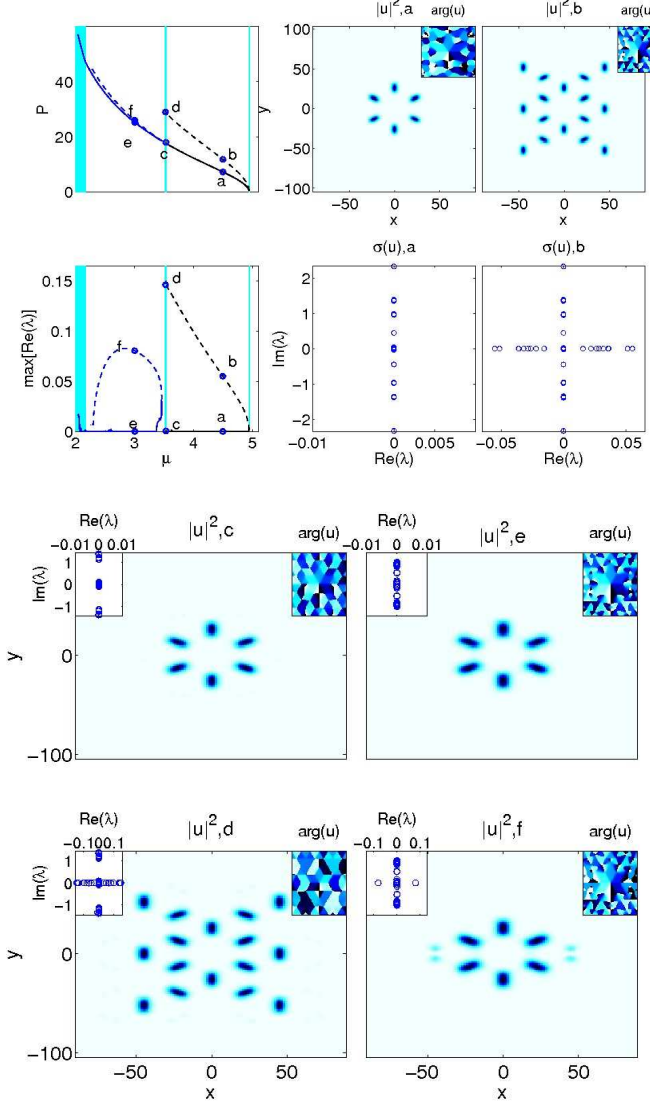 |u|²,a
arg(u)
|u|²,b
arg(u)
P
40
20
0
f
e
d
c
b
a
y
100
50
0
−50
−100
−50
0
50
x
−50
0
50
x
max[Re(λ)]
0.15
0.1
0.05
0
2
3
4
5
μ
f
e
d
c
b
a
σ(u),a
σ(u),b
Im(λ)
2
1
0
−1
−2
−0.01
0
0.005
Re(λ)
−0.05
0
0.05
Re(λ)
Re(λ)
−0.01 0 0.01
|u|²,c
arg(u)
Im(λ)
1
0
−1
y
0
−100
Re(λ)
−0.01 0 0.01
|u|²,e
arg(u)
Re(λ)
−0.100.1
|u|²,d
arg(u)
Im(λ)
1
0
−1
y
0
−100
−50
0
50
x
Re(λ)
−0.1 0 0.1
|u|²,f
arg(u)
−50
0
50
x